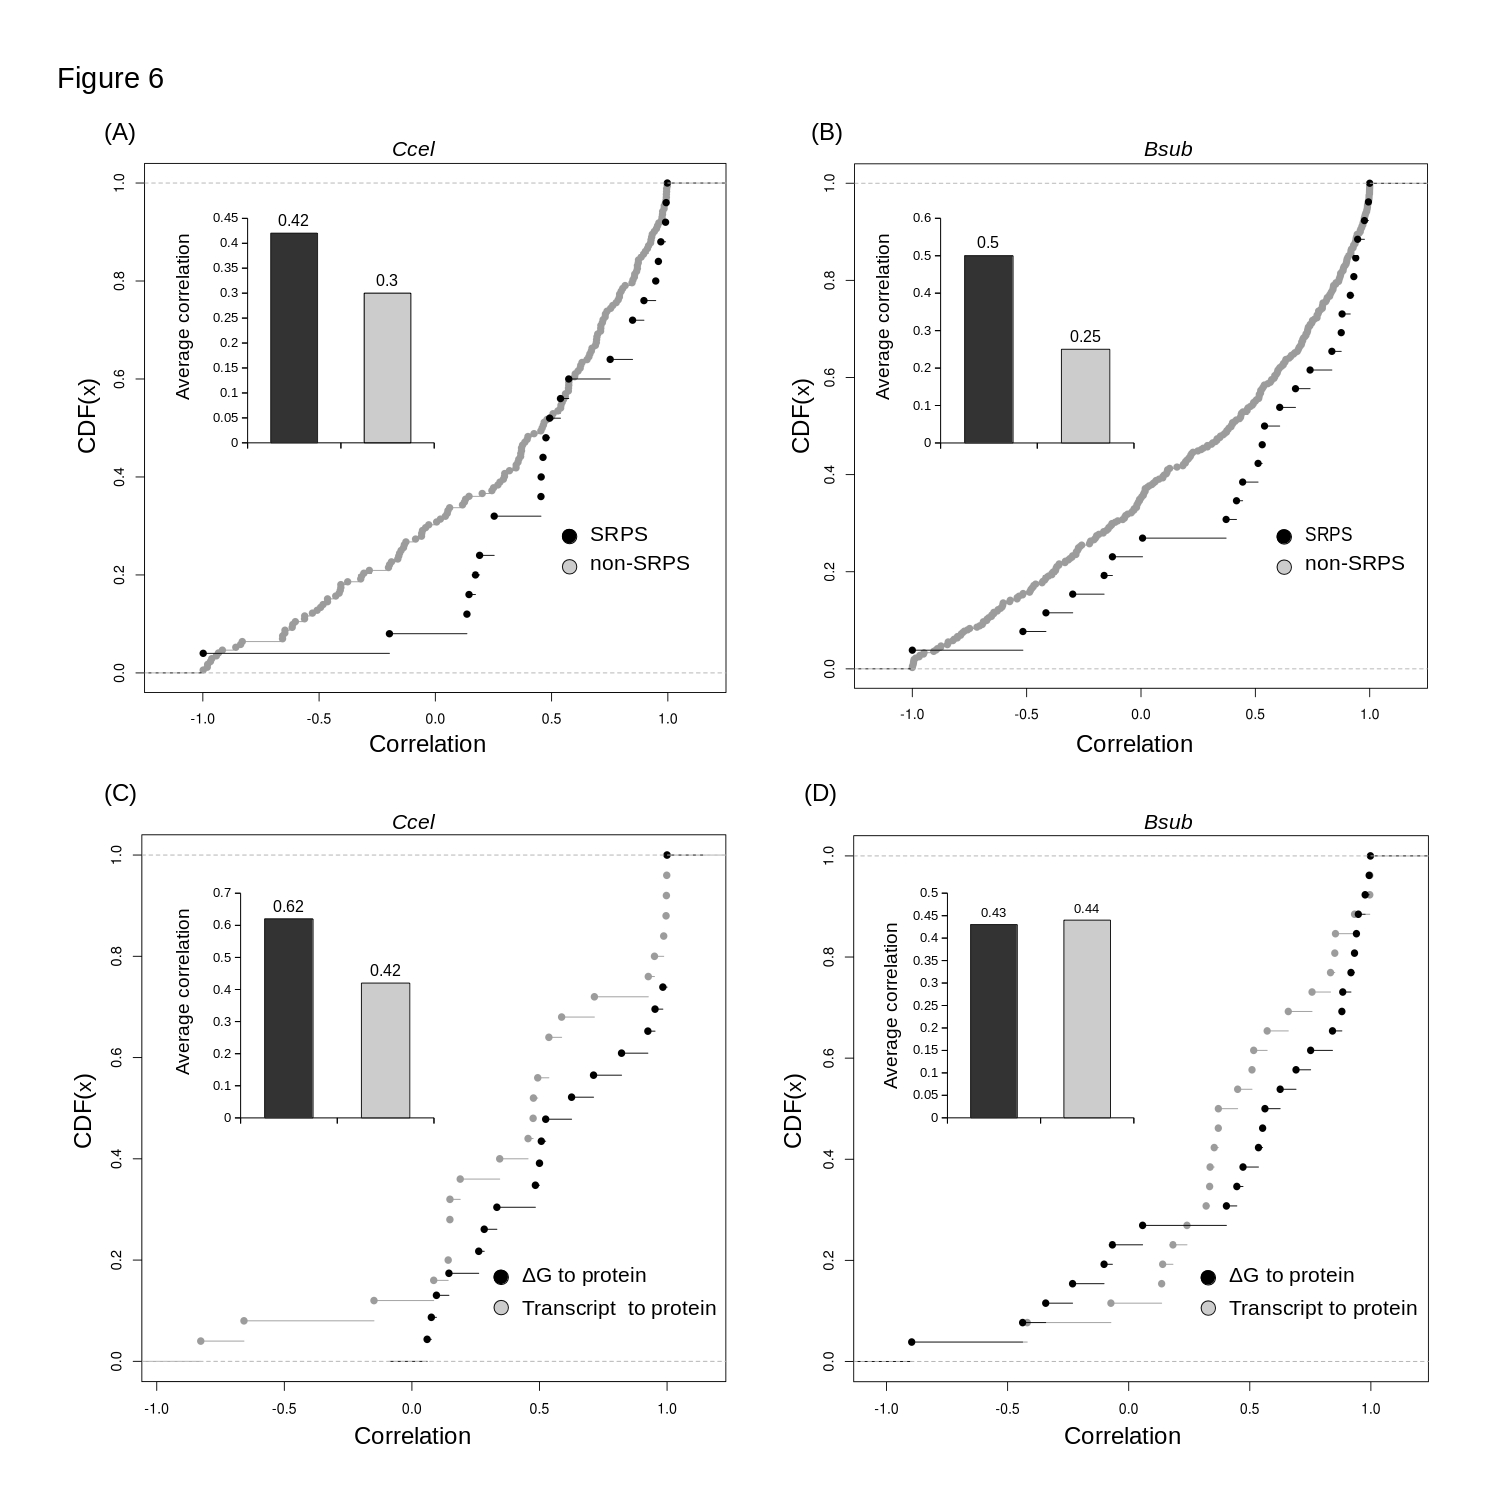 Figure 6
(A)
Ccel
CDF(x)
1.0
0.8
0.6
0.4
0.2
0.0
Average correlation
0.45
0.4
0.35
0.3
0.25
0.2
0.15
0.1
0.05
0
0.42
0.3
SRPS
non-SRPS
-1.0 -0.5 0.0 0.5 1.0
Correlation
(B)
Bsub
CDF(x)
1.0
0.8
0.6
0.4
0.2
0.0
Average correlation
0.6
0.5
0.4
0.3
0.2
0.1
0
0.5
0.25
SRPS
non-SRPS
-1.0 -0.5 0.0 0.5 1.0
Correlation
(C)
Ccel
CDF(x)
1.0
0.8
0.6
0.4
0.2
0.0
Average correlation
0.7
0.6
0.5
0.4
0.3
0.2
0.1
0
0.62
0.42
ΔG to protein
Transcript to protein
-1.0 -0.5 0.0 0.5 1.0
Correlation
(D)
Bsub
CDF(x)
1.0
0.8
0.6
0.4
0.2
0.0
Average correlation
0.5
0.45
0.4
0.35
0.3
0.25
0.2
0.15
0.1
0.05
0
0.43
0.44
ΔG to protein
Transcript to protein
-1.0 -0.5 0.0 0.5 1.0
Correlation